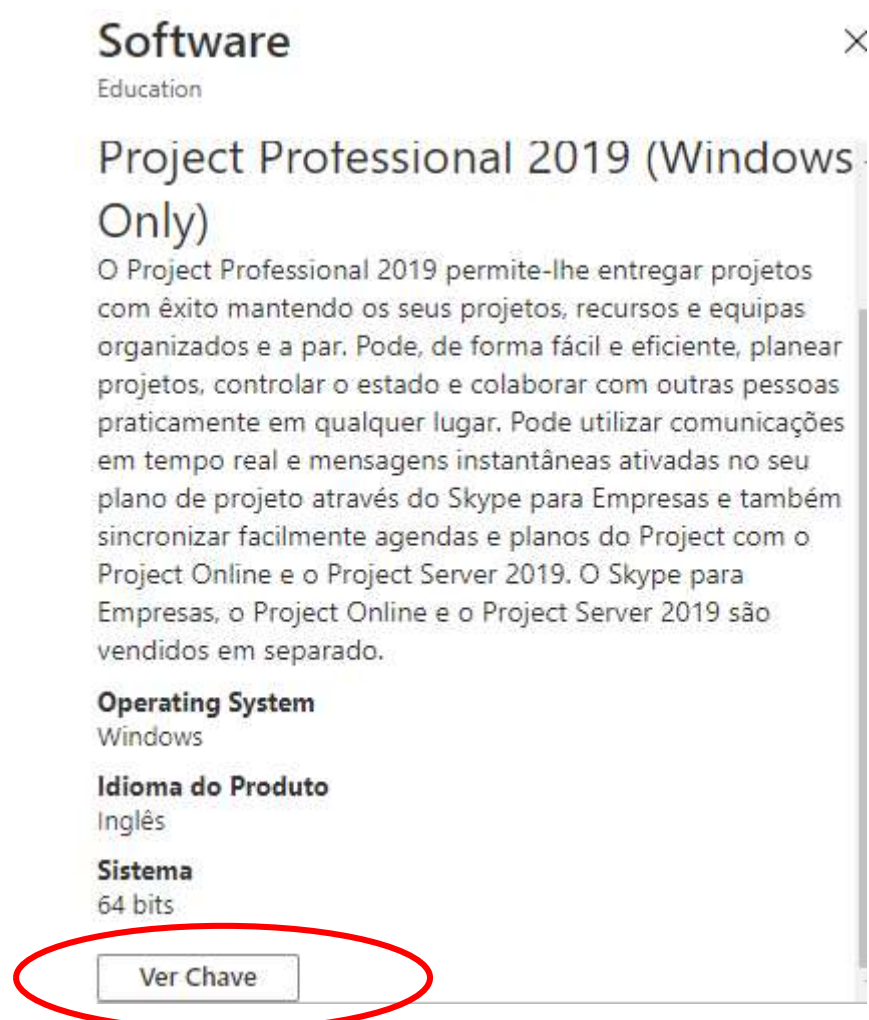 Software
Education
Project Professional 2019 (Windows
Only)
O Project Professional 2019 permite-lhe entregar projetos
com êxito mantendo os seus projetos, recursos e equipas
organizados e a par. Pode, de forma fácil e eficiente, planear
projetos, controlar o estado e colaborar com outras pessoas
praticamente em qualquer lugar. Pode utilizar comunicações
em tempo real e mensagens instantâneas ativadas no seu
plano de projeto através do Skype para Empresas e também
sincronizar facilmente agendas e planos do Project com o
Project Online e o Project Server 2019. O Skype para
Empresas, o Project Online e o Project Server 2019 são
vendidos em separado.
Operating System
Windows
Idioma do Produto
Inglês
Sistema
64 bits
Ver Chave